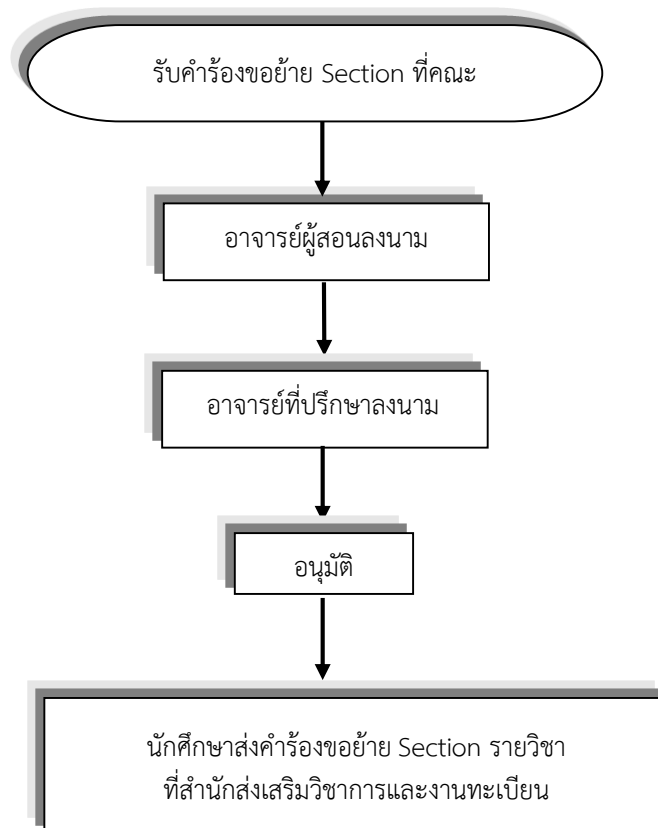 รับคำร้องขอย้าย Section ที่คณะ
อาจารย์ผู้สอนลงนาม
อาจารย์ที่ปรึกษาลงนาม
อนุมัติ
นักศึกษาส่งคำร้องขอย้าย Section รายวิชา
ที่สำนักส่งเสริมวิชาการและงานทะเบียน